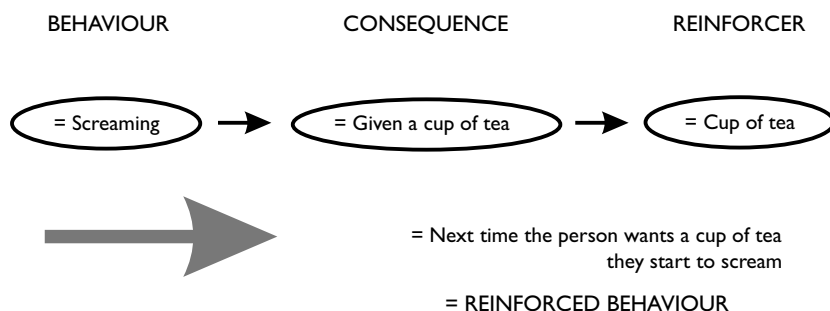 BEHAVIOUR CONSEQUENCE REINFORCER
= Screaming = Given a cup of tea = Cup of tea
= Next time the person wants a cup of tea
they start to scream
= REINFORCED BEHAVIOUR